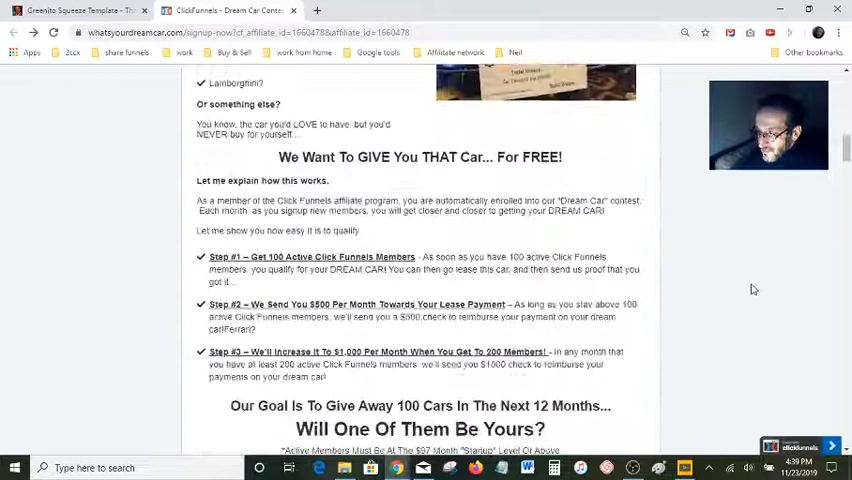 Greenito Squeeze Template - Th
ClickFunnels - Dream Car Conte
whatsyourdreamcar.com/signup-now?cf_affiliate_id=1660478&affiliate_id=1660478
Apps 2ccx share funnels work Buy & Sell work from home Google tools Affilitate network Neil Other bookmarks
Lamborghini?
Or something else?
You know, the car you'd LOVE to have, but you'd
NEVER buy for yourself...
We Want To GIVE You THAT Car... For FREE!
Let me explain how this works.
As a member of the Click Funnels affiliate program, you are automatically enrolled into our "Dream Car" contest.
Each month, as you signup new members, you will get closer and closer to getting your DREAM CAR!
Let me show you how easy it is to qualify
Step #1 – Get 100 Active Click Funnels Members - As soon as you have 100 active Click Funnels
members, you qualify for your DREAM CAR! You can then go lease this car, and then send us proof that you
got it...
Step #2 – We Send You $500 Per Month Towards Your Lease Payment – As long as you stay above 100
active Click Funnels members, we'll send you a $500 check to reimburse your payment on your dream
car!Ferrari?
Step #3 – We'll Increase It To $1,000 Per Month When You Get To 200 Members! - In any month that
you have at least 200 active Click Funnels members, we'll send you $1000 check to reimburse your
payments on your dream car!
Our Goal Is To Give Away 100 Cars In The Next 12 Months...
Will One Of Them Be Yours?
*Active Members Must Be At The $97 Month "Startup" Level Or Above
clickfunnels
Type here to search
4:39 PM
11/23/2019